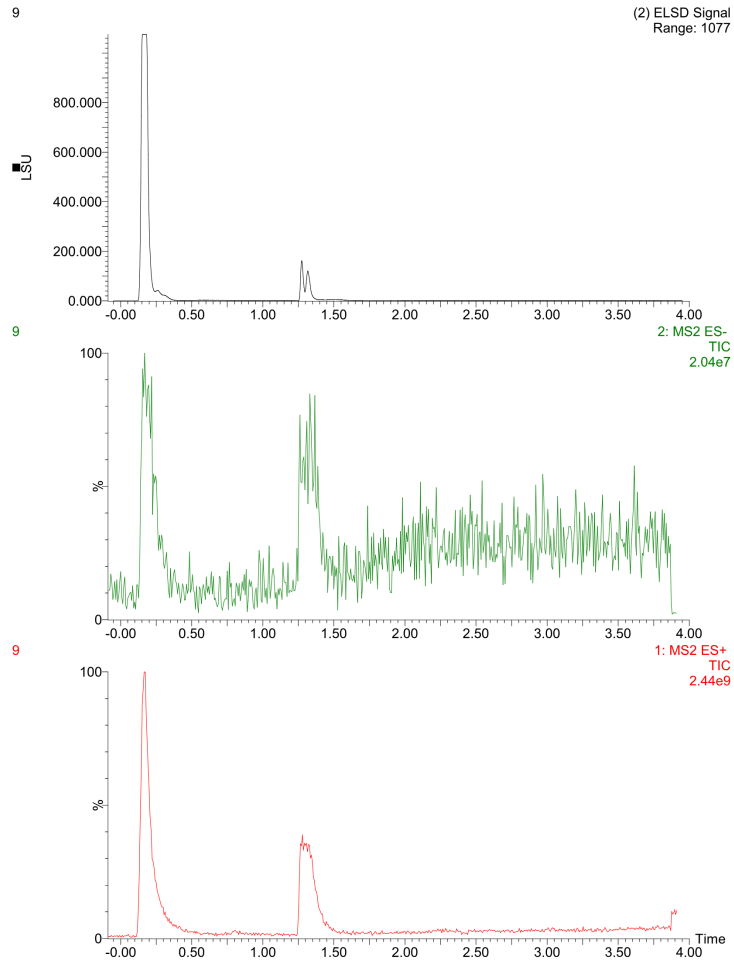 9
(2) ELSD Signal
Range: 1077
800.000
600.000
400.000
200.000
0.000
LSU
-0.00 0.50 1.00 1.50 2.00 2.50 3.00 3.50 4.00
9
2: MS2 ES-
TIC
2.04e7
100
%
0
-0.00 0.50 1.00 1.50 2.00 2.50 3.00 3.50 4.00
9
1: MS2 ES+
TIC
2.44e9
100
%
0
Time
-0.00 0.50 1.00 1.50 2.00 2.50 3.00 3.50 4.00